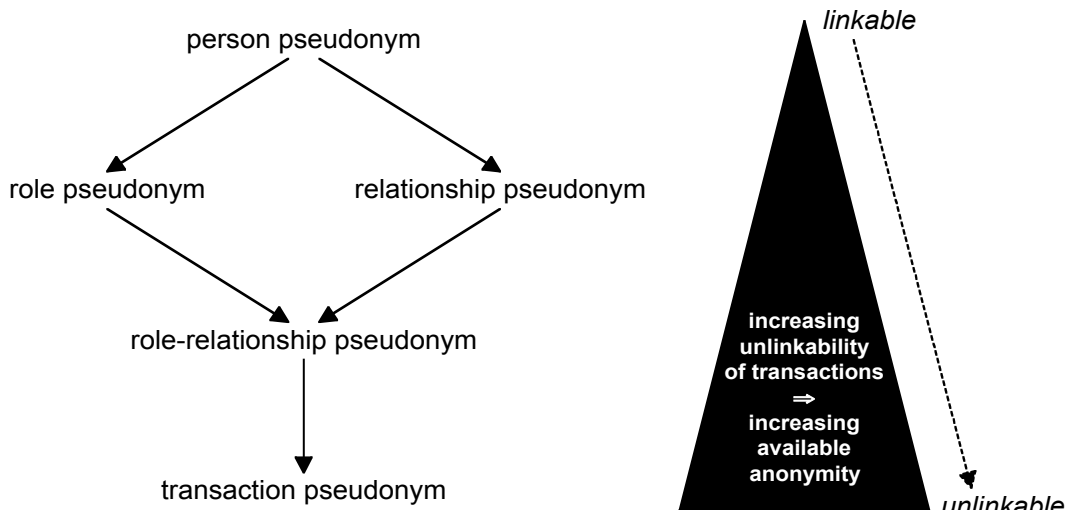 person pseudonym
linkable
role pseudonym
relationship pseudonym
role-relationship pseudonym
increasing
unlinkability
of transactions
⇒
increasing
available
anonymity
transaction pseudonym
unlinkable